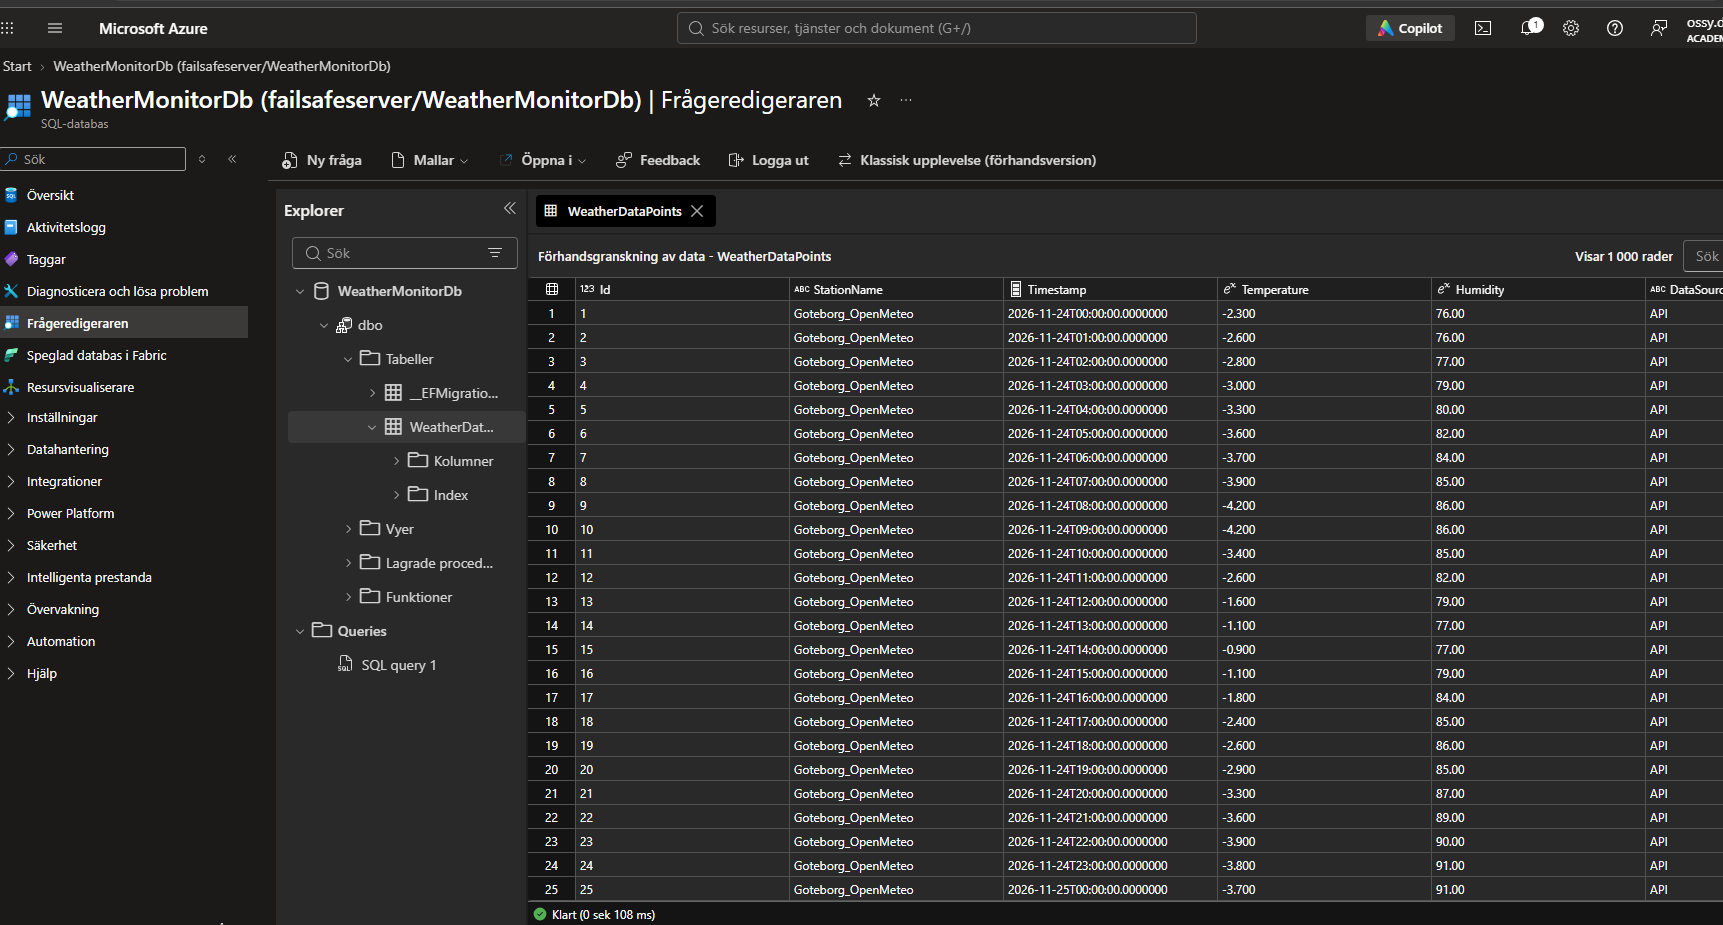 Microsoft Azure
Sök resurser, tjänster och dokument (G+/)
Copilot
1
ossy.d
ACADEM
Start › WeatherMonitorDb (failsafeserver/WeatherMonitorDb)
WeatherMonitorDb (failsafeserver/WeatherMonitorDb) | Frågeredigeraren
SQL-databas
Sök
Översikt
Aktivitetslogg
Taggar
Diagnosticera och lösa problem
Frågeredigeraren
Speglad databas i Fabric
Resursvisualiserare
Inställningar
Datahantering
Integrationer
Power Platform
Säkerhet
Intelligenta prestanda
Övervakning
Automation
Hjälp
Ny fråga Mallar Öppna i Feedback Logga ut Klassisk upplevelse (förhandsversion)
Explorer
Sök
WeatherMonitorDb
dbo
Tabeller
__EFMigratio...
WeatherDat...
Kolumner
Index
Vyer
Lagrade proced...
Funktioner
Queries
SQL query 1
WeatherDataPoints
Förhandsgranskning av data - WeatherDataPoints
Visar 1 000 rader
Sök
123 Id ABC StationName Timestamp Temperature Humidity ABC DataSourc
1 1 Goteborg_OpenMeteo 2026-11-24T00:00:00.0000000 -2.300 76.00 API
2 2 Goteborg_OpenMeteo 2026-11-24T01:00:00.0000000 -2.600 76.00 API
3 3 Goteborg_OpenMeteo 2026-11-24T02:00:00.0000000 -2.800 77.00 API
4 4 Goteborg_OpenMeteo 2026-11-24T03:00:00.0000000 -3.000 79.00 API
5 5 Goteborg_OpenMeteo 2026-11-24T04:00:00.0000000 -3.300 80.00 API
6 6 Goteborg_OpenMeteo 2026-11-24T05:00:00.0000000 -3.600 82.00 API
7 7 Goteborg_OpenMeteo 2026-11-24T06:00:00.0000000 -3.700 84.00 API
8 8 Goteborg_OpenMeteo 2026-11-24T07:00:00.0000000 -3.900 85.00 API
9 9 Goteborg_OpenMeteo 2026-11-24T08:00:00.0000000 -4.200 86.00 API
10 10 Goteborg_OpenMeteo 2026-11-24T09:00:00.0000000 -4.200 86.00 API
11 11 Goteborg_OpenMeteo 2026-11-24T10:00:00.0000000 -3.400 85.00 API
12 12 Goteborg_OpenMeteo 2026-11-24T11:00:00.0000000 -2.600 82.00 API
13 13 Goteborg_OpenMeteo 2026-11-24T12:00:00.0000000 -1.600 79.00 API
14 14 Goteborg_OpenMeteo 2026-11-24T13:00:00.0000000 -1.100 77.00 API
15 15 Goteborg_OpenMeteo 2026-11-24T14:00:00.0000000 -0.900 77.00 API
16 16 Goteborg_OpenMeteo 2026-11-24T15:00:00.0000000 -1.100 79.00 API
17 17 Goteborg_OpenMeteo 2026-11-24T16:00:00.0000000 -1.800 84.00 API
18 18 Goteborg_OpenMeteo 2026-11-24T17:00:00.0000000 -2.400 85.00 API
19 19 Goteborg_OpenMeteo 2026-11-24T18:00:00.0000000 -2.600 86.00 API
20 20 Goteborg_OpenMeteo 2026-11-24T19:00:00.0000000 -2.900 85.00 API
21 21 Goteborg_OpenMeteo 2026-11-24T20:00:00.0000000 -3.300 87.00 API
22 22 Goteborg_OpenMeteo 2026-11-24T21:00:00.0000000 -3.600 89.00 API
23 23 Goteborg_OpenMeteo 2026-11-24T22:00:00.0000000 -3.900 90.00 API
24 24 Goteborg_OpenMeteo 2026-11-24T23:00:00.0000000 -3.800 91.00 API
25 25 Goteborg_OpenMeteo 2026-11-25T00:00:00.0000000 -3.700 91.00 API
Klart (0 sek 108 ms)